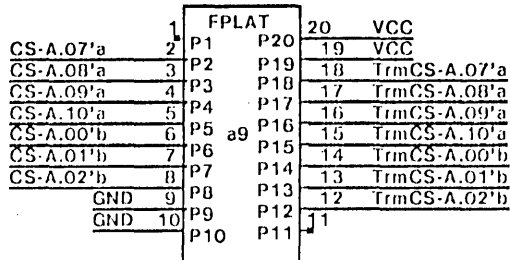 FPLAT
1 P1 P20 20 VCC
CS-A.07'a 2 P2 P19 19 VCC
CS-A.08'a 3 P3 P18 18 TrmCS-A.07'a
CS-A.09'a 4 P4 P17 17 TrmCS-A.08'a
CS-A.10'a 5 P5 P16 16 TrmCS-A.09'a
CS-A.00'b 6 P6 a9 P15 15 TrmCS-A.10'a
CS-A.01'b 7 P7 P14 14 TrmCS-A.00'b
CS-A.02'b 8 P8 P13 13 TrmCS-A.01'b
GND 9 P9 P12 12 TrmCS-A.02'b
GND 10 P10 P11 11